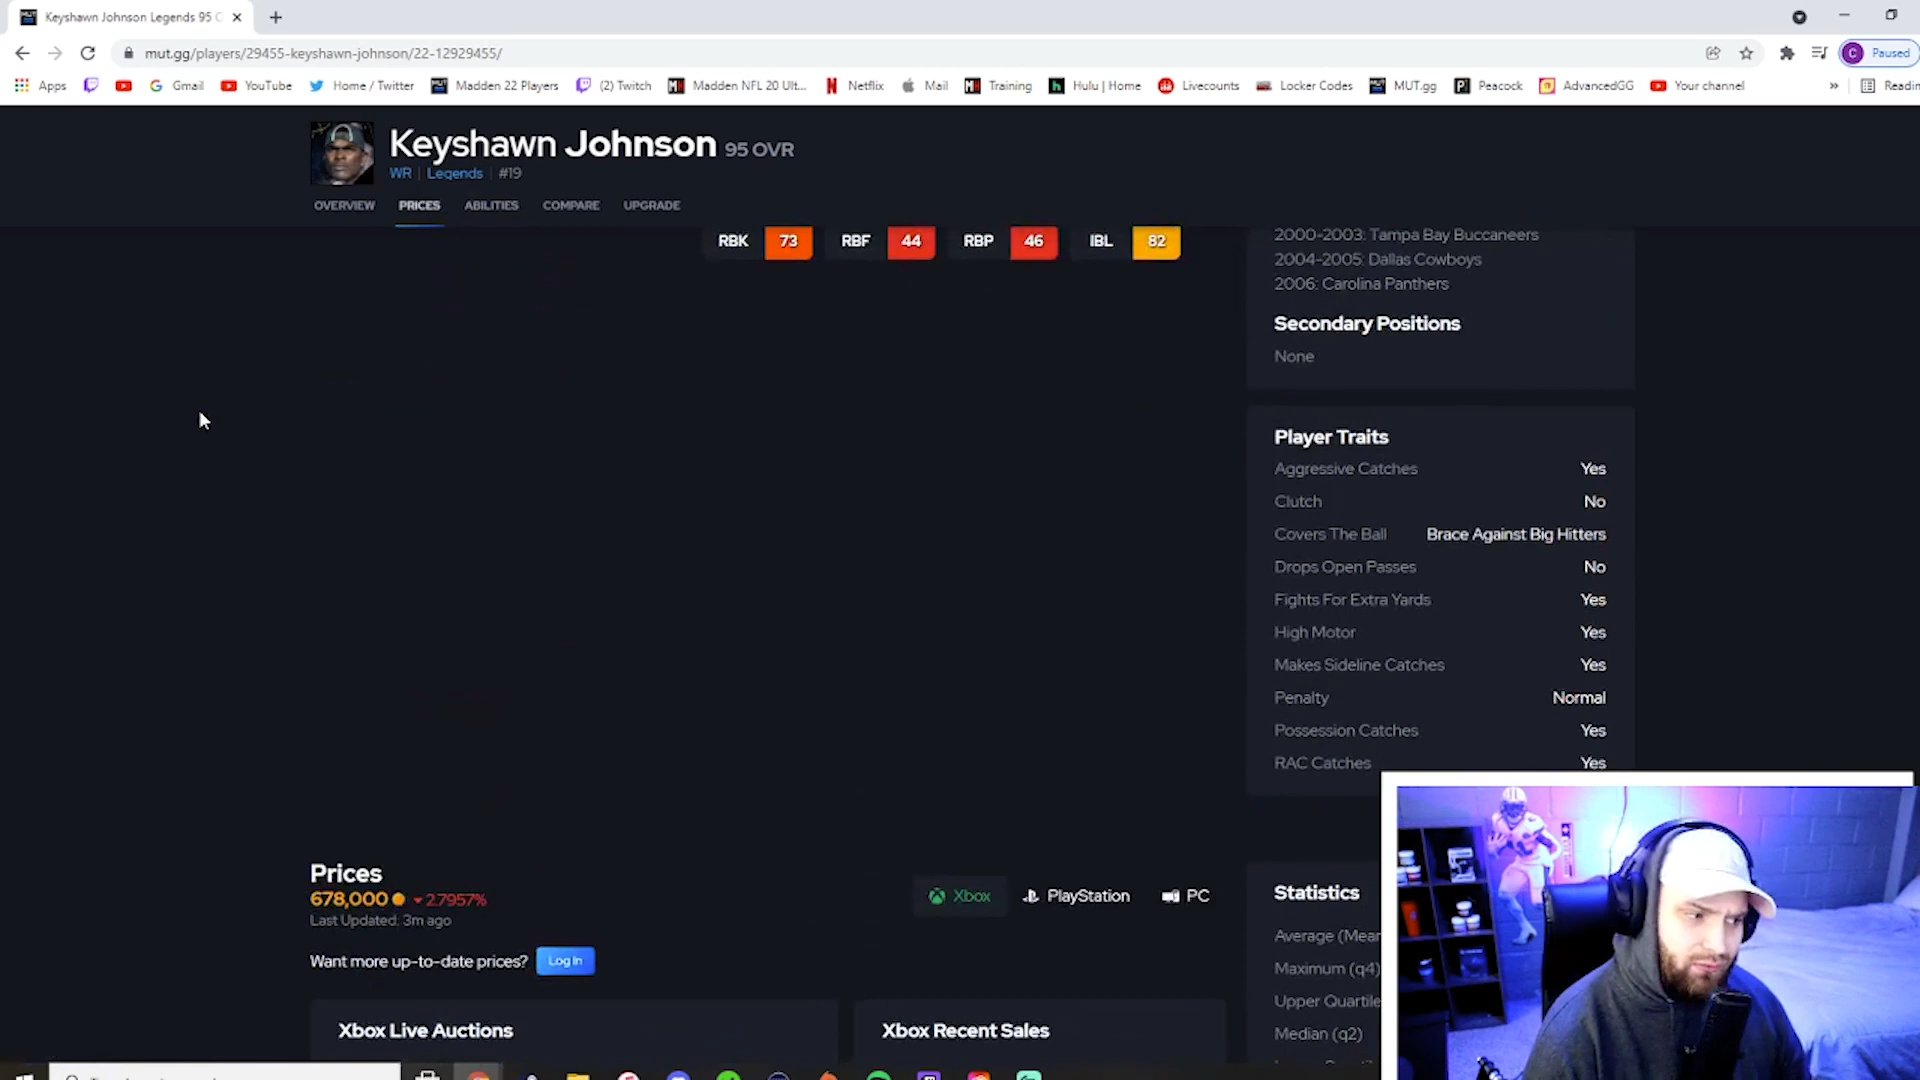 Keyshawn Johnson Legends 95
mut.gg/players/29455-keyshawn-johnson/22-12929455/
C Paused
Apps Gmail YouTube Home / Twitter Madden 22 Players (2) Twitch Madden NFL 20 Ult... Netflix Mail Training Hulu | Home Livecounts Locker Codes MUT.gg Peacock AdvancedGG Your channel »
Keyshawn Johnson 95 OVR
WR | Legends | #19
OVERVIEW PRICES ABILITIES COMPARE UPGRADE
RBK 73 RBF 44 RBP 46 IBL 82
2000-2003: Tampa Bay Buccaneers
2004-2005: Dallas Cowboys
2006: Carolina Panthers
Secondary Positions
None
Player Traits
Aggressive Catches Yes
Clutch No
Covers The Ball Brace Against Big Hitters
Drops Open Passes No
Fights For Extra Yards Yes
High Motor Yes
Makes Sideline Catches Yes
Penalty Normal
Possession Catches Yes
RAC Catches Yes
Prices
678,000 2.7957%
Last Updated: 3m ago
Xbox PlayStation PC
Want more up-to-date prices? Log In
Xbox Live Auctions
Xbox Recent Sales
Statistics
Average (Mean
Maximum (q4)
Upper Quartile
Median (q2)